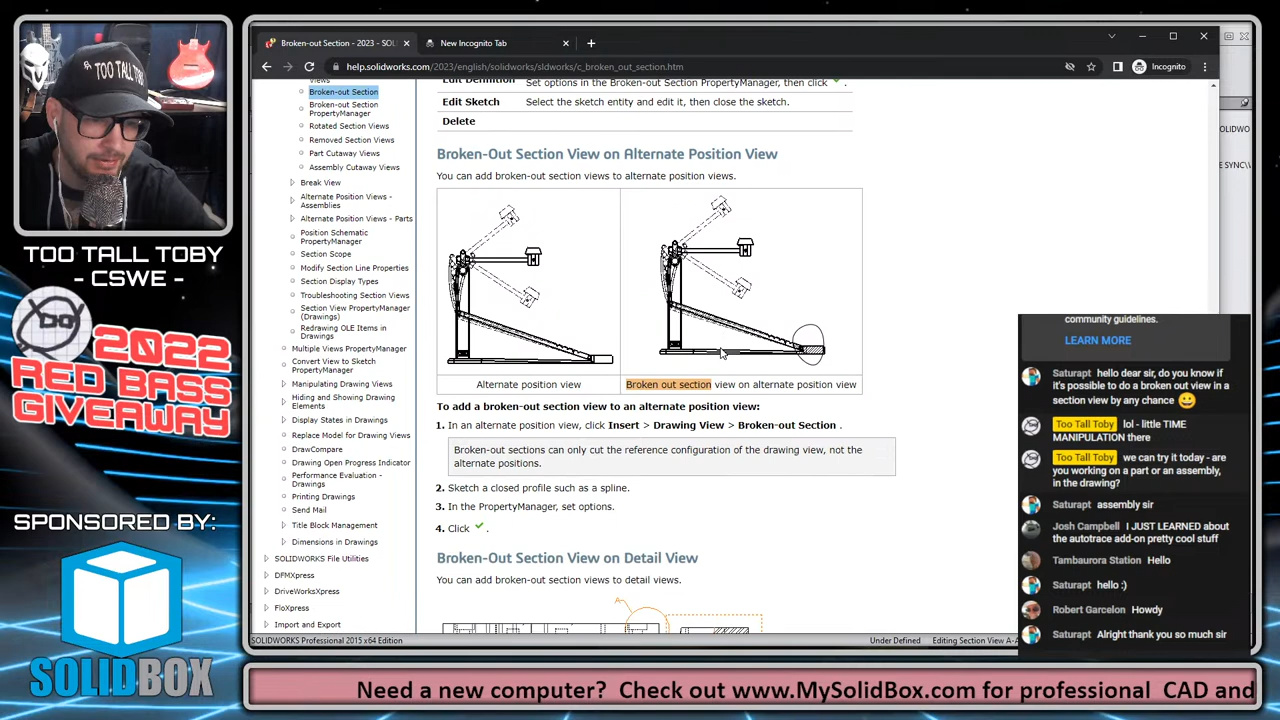 TOO TALL TOBY
TOO TALL TOBY
- CSWE -
2022
RED BASS
GIVEAWAY
SPONSORED BY:
SOLIDBOX
Broken-out Section - 2023 - SOL
New Incognito Tab
help.solidworks.com/2023/english/solidworks/sldworks/c_broken_out_section.htm
Incognito
Views
Broken-out Section
Broken-out Section
PropertyManager
Rotated Section Views
Removed Section Views
Part Cutaway Views
Assembly Cutaway Views
Break View
Alternate Position Views -
Assemblies
Alternate Position Views - Parts
Position Schematic
PropertyManager
Section Scope
Modify Section Line Properties
Section Display Types
Troubleshooting Section Views
Section View PropertyManager
(Drawings)
Redrawing OLE Items in
Drawings
Multiple Views PropertyManager
Convert View to Sketch
PropertyManager
Manipulating Drawing Views
Hiding and Showing Drawing
Elements
Display States in Drawings
Replace Model for Drawing Views
DrawCompare
Drawing Open Progress Indicator
Performance Evaluation -
Drawings
Printing Drawings
Send Mail
Title Block Management
Dimensions in Drawings
SOLIDWORKS File Utilities
DFMXpress
DriveWorksXpress
FloXpress
Import and Export
Edit Definition Set options in the Broken-out Section PropertyManager, then click .
Edit Sketch Select the sketch entity and edit it, then close the sketch.
Delete
Broken-Out Section View on Alternate Position View
You can add broken-out section views to alternate position views.
Alternate position view
Broken out section view on alternate position view
To add a broken-out section view to an alternate position view:
1. In an alternate position view, click Insert > Drawing View > Broken-out Section .
Broken-out sections can only cut the reference configuration of the drawing view, not the
alternate positions.
2. Sketch a closed profile such as a spline.
3. In the PropertyManager, set options.
4. Click .
Broken-Out Section View on Detail View
You can add broken-out section views to detail views.
A
SOLIDWORKS Professional 2015 x64 Edition
Under Defined
Editing Section View A-A
SOLIDWO
E SYNC\V
community guidelines.
LEARN MORE
Saturapt hello dear sir, do you know if
it's possible to do a broken out view in a
section view by any chance
Too Tall Toby lol - little TIME
MANIPULATION there
Too Tall Toby we can try it today - are
you working on a part or an assembly,
in the drawing?
Saturapt assembly sir
Josh Campbell I JUST LEARNED about
the autotrace add-on pretty cool stuff
Tambaurora Station Hello
Saturapt hello :)
Robert Garcelon Howdy
Saturapt Alright thank you so much sir
Need a new computer? Check out www.MySolidBox.com for professional CAD and